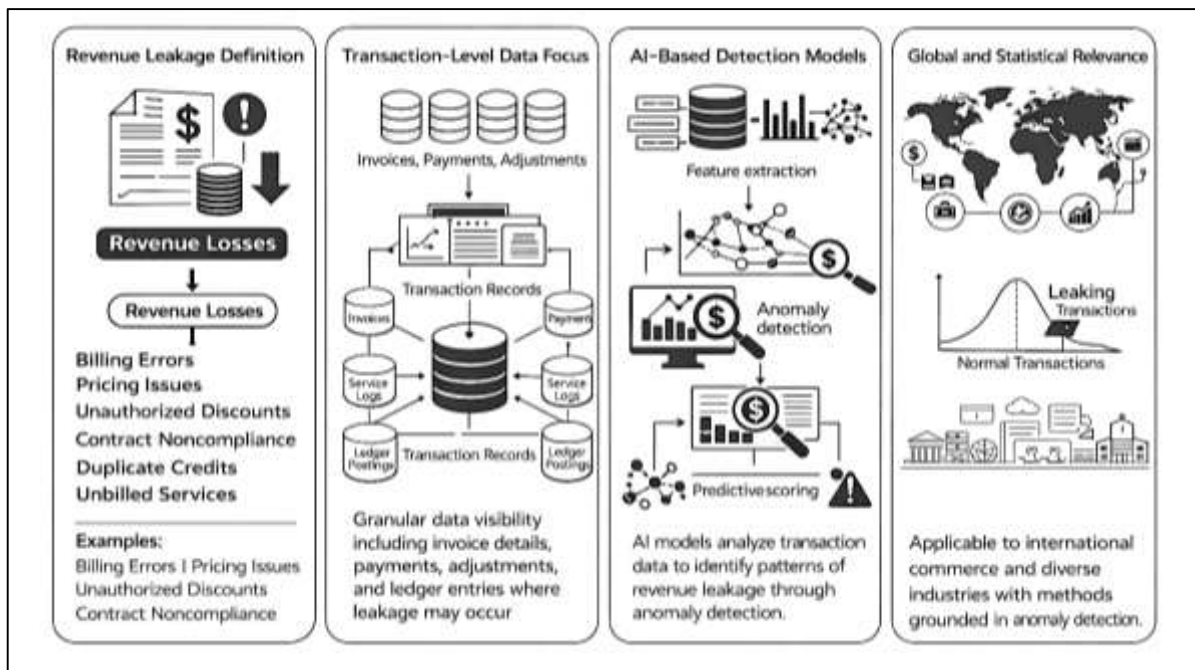 Revenue Leakage Definition
Revenue Losses
Revenue Losses
Billing Errors
Pricing Issues
Unauthorized Discounts
Contract Noncompliance
Duplicate Credits
Unbilled Services
Examples:
Billing Errors I Pricing Issues
Unauthorized Discounts
Contract Noncompliance
Transaction-Level Data Focus
Invoices, Payments, Adjustments
Transaction Records
Invoices
Payment
Service
Logs
Service
Logs
Ledger
Postings
Transaction Records
Ledger
Postings
Granular data visibility
including invoice details,
payments, adjustments,
and ledger entries where
leakage may occur
AI-Based Detection Models
Feature extraction
Anomaly
detection
Predictive scoring
AI models analyze transaction
data to identify patterns of
revenue leakage through
anomaly detection.
Global and Statistical Relevance
Leaking
Transactions
Normal Transactions
Applicable to international
commerce and diverse
industries with methods
grounded in anomaly detection.